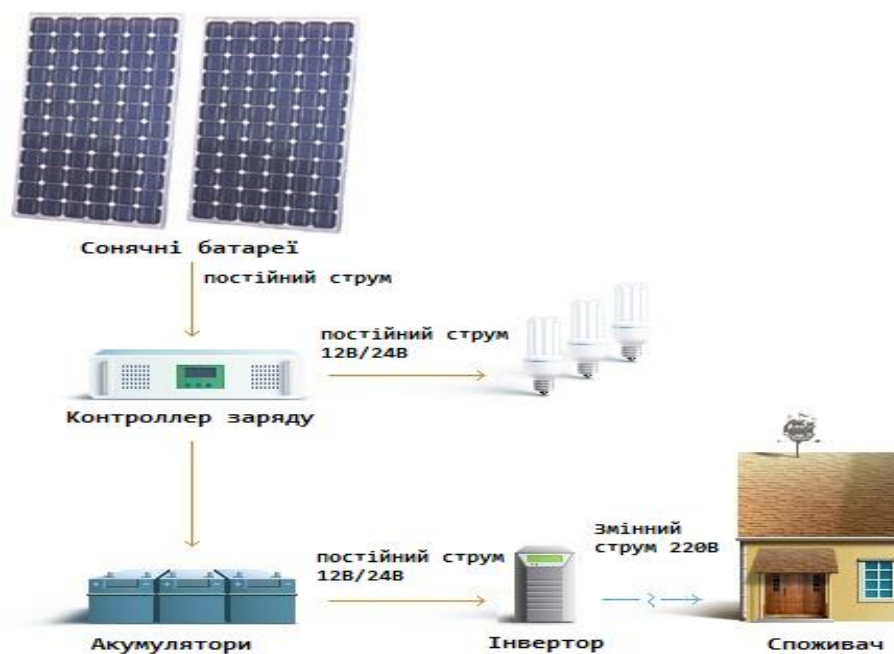 Сонячні батареї
постійний струм
постійний струм
12В/24В
Контроллер заряду
постійний струм
12В/24В
Змінний
струм 220В
Акумулятори
Інвертор
Споживач